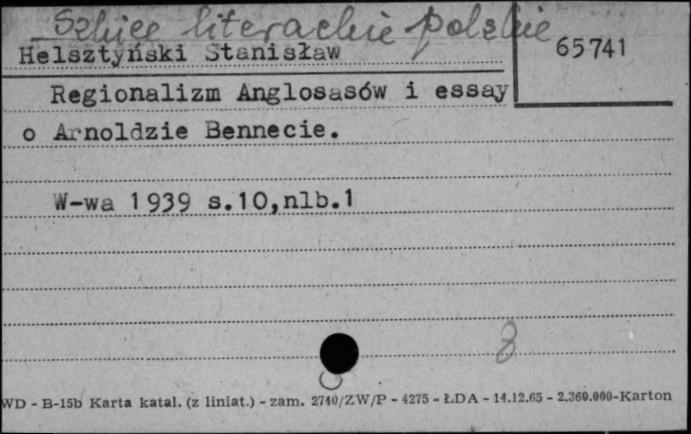 Szkice literackie polskie
Helsztyński Stanisław
65741
Regionalizm Anglosasów i essay
o Arnoldzie Bennecie.
W-wa 1939 s.10,nlb.1
8
WD - B-15b Karta katal. (z liniat.) - zam. 2740/ZW/P - 4275 - ŁDA - 14.12.65 - 2.360.000-Karton